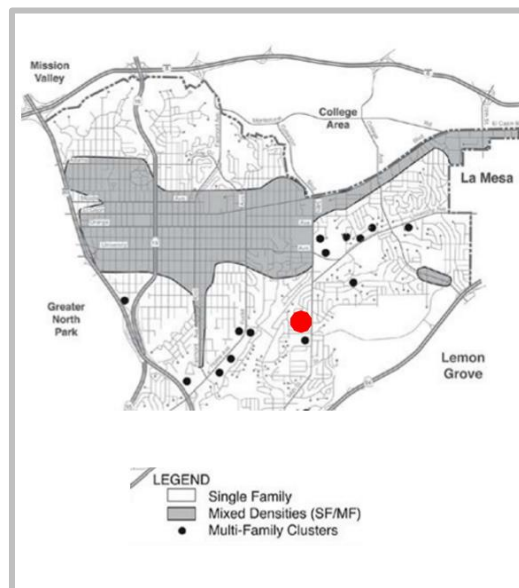 Mission
Valley
College
Area
La Mesa
Greater
North
Park
Lemon
Grove
LEGEND
Single Family
Mixed Densities (SF/MF)
Multi-Family Clusters